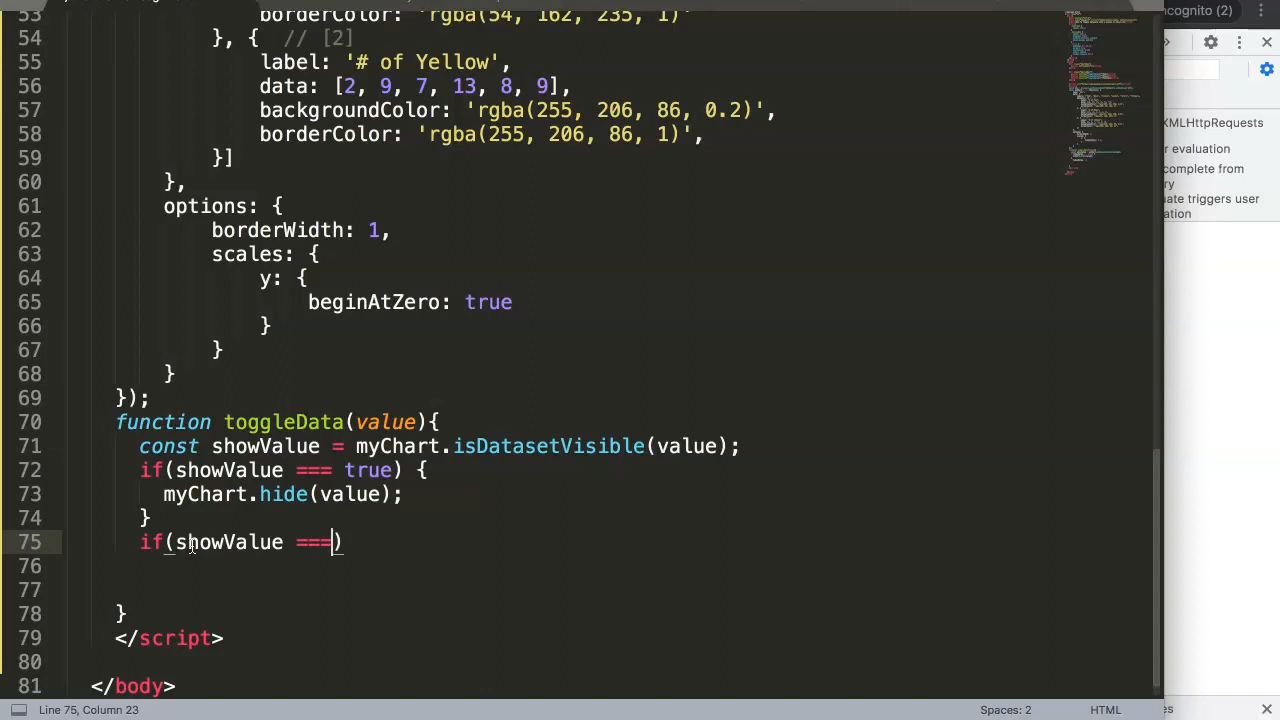 ncognito (2)
53 borderColor: 'rgba(54, 162, 235, 1)'
54 }, { // [2]
55 label: '# of Yellow',
56 data: [2, 9, 7, 13, 8, 9],
57 backgroundColor: 'rgba(255, 206, 86, 0.2)',
58 borderColor: 'rgba(255, 206, 86, 1)',
59 }]
60 },
61 options: {
62 borderWidth: 1,
63 scales: {
64 y: {
65 beginAtZero: true
66 }
67 }
68 }
69 });
70 function toggleData(value){
71 const showValue = myChart.isDatasetVisible(value);
72 if(showValue === true) {
73 myChart.hide(value);
74 }
75 if(showValue ===)
76
77
78 }
79 </script>
80
81 </body>
Line 75, Column 23
Spaces: 2
HTML
XMLHttpRequests
r evaluation
complete from
ry
uate triggers user
ation
es